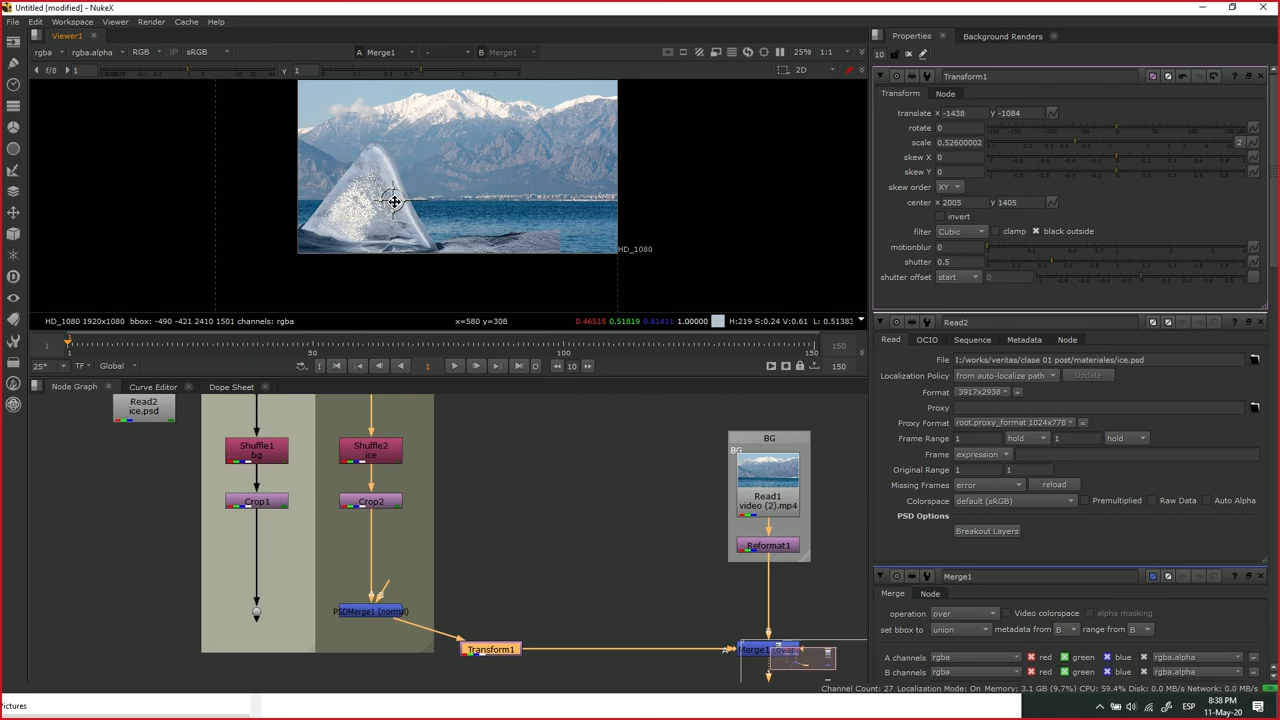 Untitled [modified] - NukeX
File Edit Workspace Viewer Render Cache Help
Viewer1
rgba rgba.alpha RGB IP sRGB A Merge1 - B Merge1 25% 1:1
f/8 1 y 1 2D
HD_1080
HD_1080 1920x1080 bbox: -490 -421 2410 1501 channels: rgba x=580 y=308 0.46515 0.51819 0.61411 1.00000 H:219 S:0.24 V:0.61 L: 0.5138
1 1 50 100 150 150
25* TF Global 1 10 150
Node Graph Curve Editor Dope Sheet
Read2
ice.psd
Shuffle1
bg
Shuffle2
ice
Crop1
Crop2
PSDMerge1 (normal)
Transform1
BG
BG
Read1
video (2).mp4
Reformat1
B
A Merge1
Properties Background Renders
10
Transform1
Transform Node
translate x -1438 y -1084
rotate 0
scale 0.52600002 2
skew X 0
skew Y 0
skew order XY
center x 2005 y 1405
invert
filter Cubic clamp black outside
motionblur 0
shutter 0.5
shutter offset start 0
Read2
Read OCIO Sequence Metadata Node
File I:/works/veritas/clase 01 post/materiales/ice.psd
Localization Policy from auto-localize path Update
Format 3917x2938
Proxy
Proxy Format root.proxy_format 1024x778
Frame Range 1 hold 1 hold
Frame expression
Original Range 1 1
Missing Frames error reload
Colorspace default (sRGB) Premultiplied Raw Data Auto Alpha
PSD Options
Breakout Layers
Merge1
Merge Node
operation over Video colorspace alpha masking
set bbox to union metadata from B range from B
A channels rgba red green blue rgba.alpha
B channels rgba red green blue rgba.alpha
Channel Count: 27 Localization Mode: On Memory: 3.1 GB (9.7%) CPU: 59.4% Disk: 0.0 MB/s Network: 0.0 MB/s
Pictures
ESP
8:38 PM
11-May-20